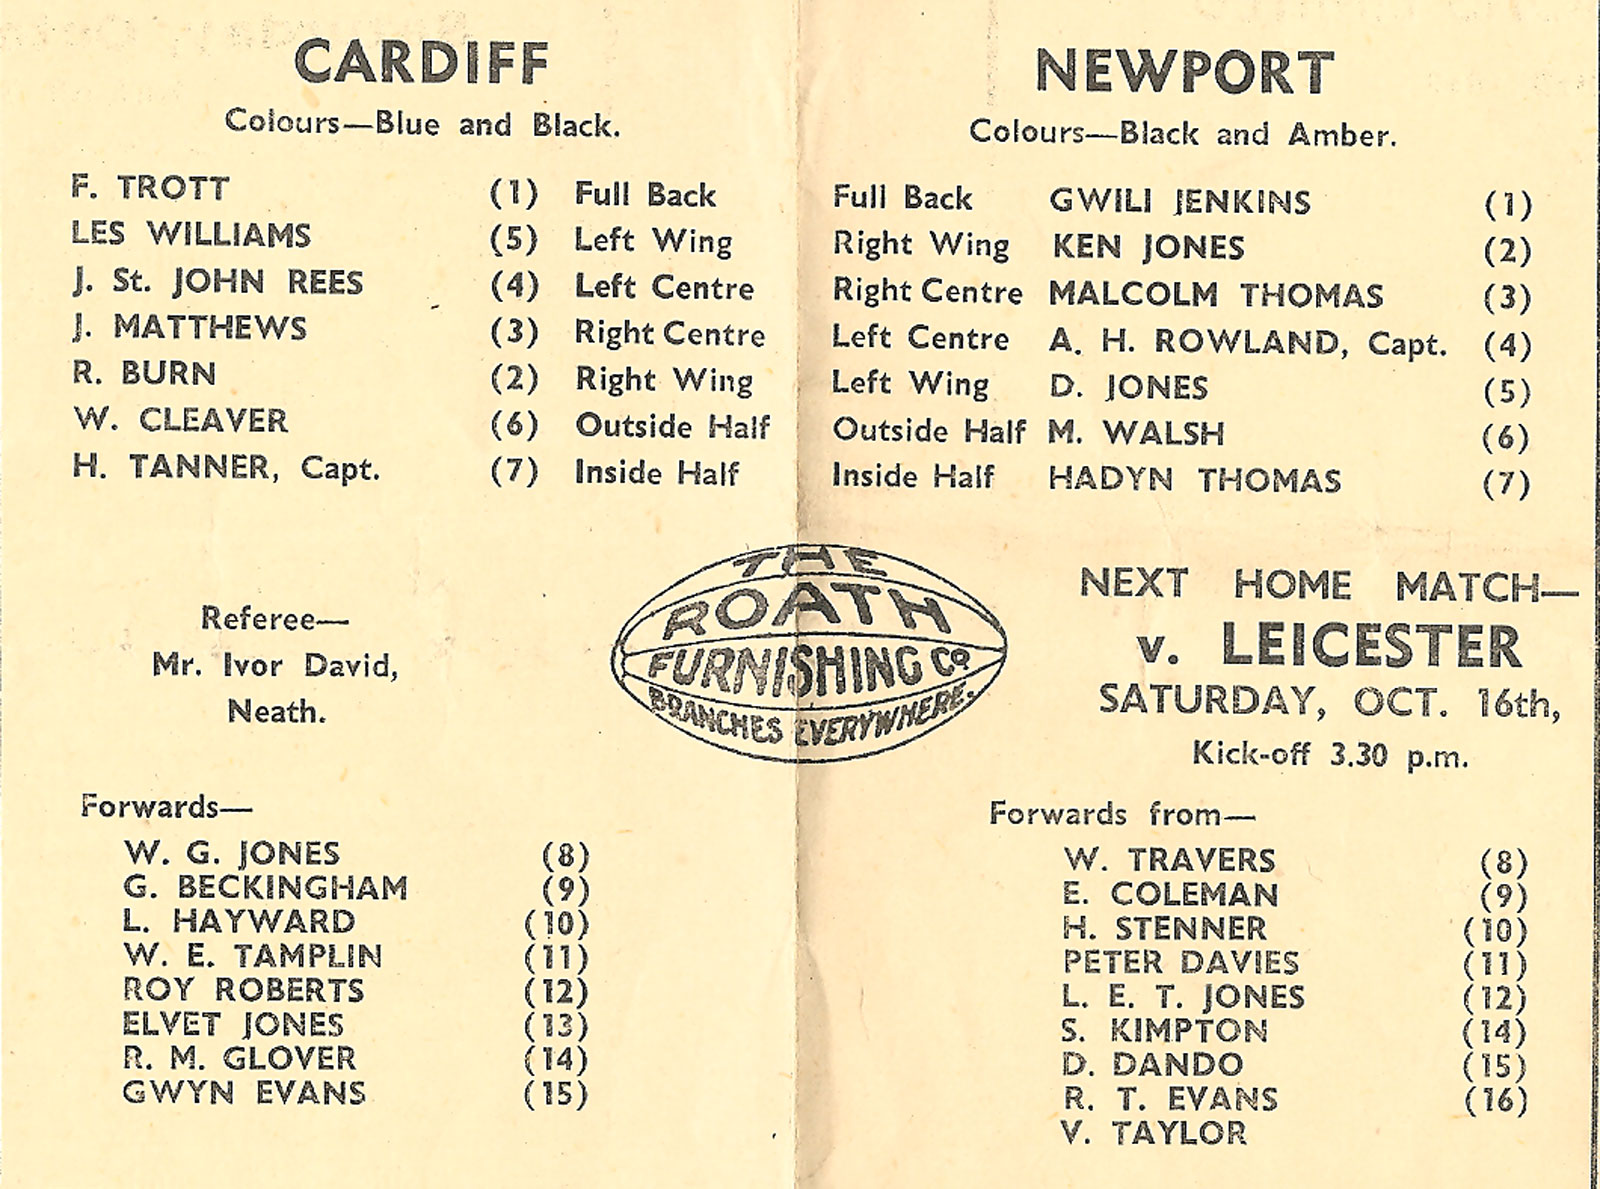 CARDIFF
Colours—Blue and Black.
F. TROTT (1) Full Back
LES WILLIAMS (5) Left Wing
J. St. JOHN REES (4) Left Centre
J. MATTHEWS (3) Right Centre
R. BURN (2) Right Wing
W. CLEAVER (6) Outside Half
H. TANNER, Capt. (7) Inside Half
NEWPORT
Colours—Black and Amber.
Full Back GWILI JENKINS (1)
Right Wing KEN JONES (2)
Right Centre MALCOLM THOMAS (3)
Left Centre A. H. ROWLAND, Capt. (4)
Left Wing D. JONES (5)
Outside Half M. WALSH (6)
Inside Half HADYN THOMAS (7)
Referee—
Mr. Ivor David,
Neath.
THE
ROATH
FURNISHING Co.
BRANCHES EVERYWHERE.
NEXT HOME MATCH—
v. LEICESTER
SATURDAY, OCT. 16th,
Kick-off 3.30 p.m.
Forwards—
W. G. JONES (8)
G. BECKINGHAM (9)
L. HAYWARD (10)
W. E. TAMPLIN (11)
ROY ROBERTS (12)
ELVET JONES (13)
R. M. GLOVER (14)
GWYN EVANS (15)
Forwards from—
W. TRAVERS (8)
E. COLEMAN (9)
H. STENNER (10)
PETER DAVIES (11)
L. E. T. JONES (12)
S. KIMPTON (14)
D. DANDO (15)
R. T. EVANS (16)
V. TAYLOR